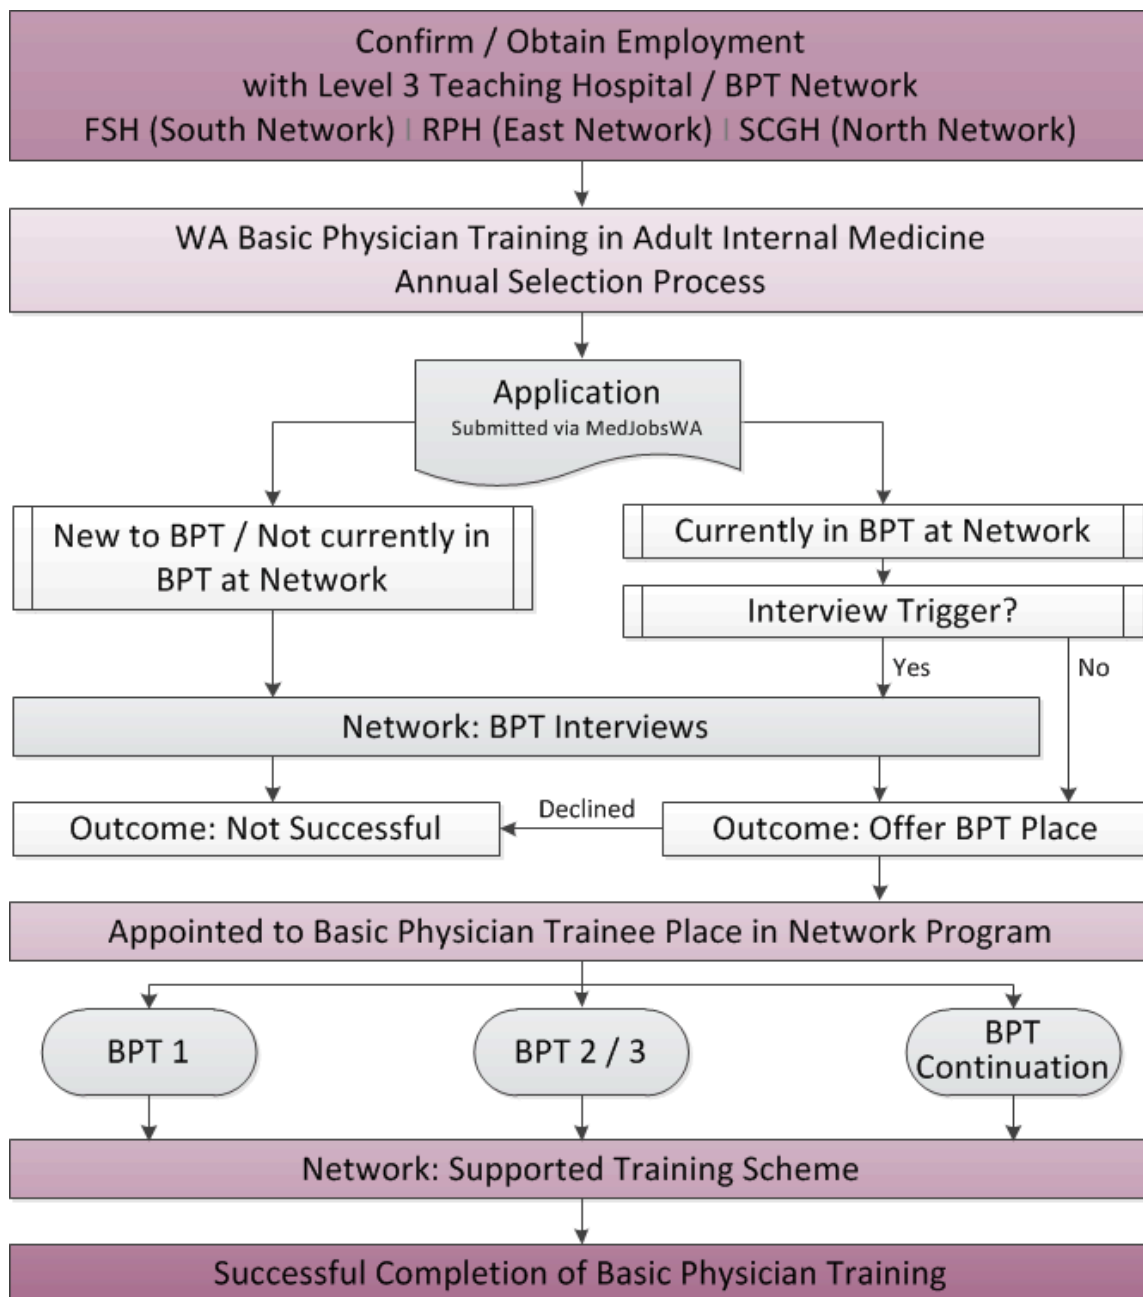 Confirm / Obtain Employment
with Level 3 Teaching Hospital / BPT Network
FSH (South Network) | RPH (East Network) | SCGH (North Network)
WA Basic Physician Training in Adult Internal Medicine
Annual Selection Process
Application
Submitted via MedJobsWA
New to BPT / Not currently in
BPT at Network
Currently in BPT at Network
Interview Trigger?
Yes
No
Network: BPT Interviews
Outcome: Not Successful
Declined
Outcome: Offer BPT Place
Appointed to Basic Physician Trainee Place in Network Program
BPT 1
BPT 2 / 3
BPT
Continuation
Network: Supported Training Scheme
Successful Completion of Basic Physician Training